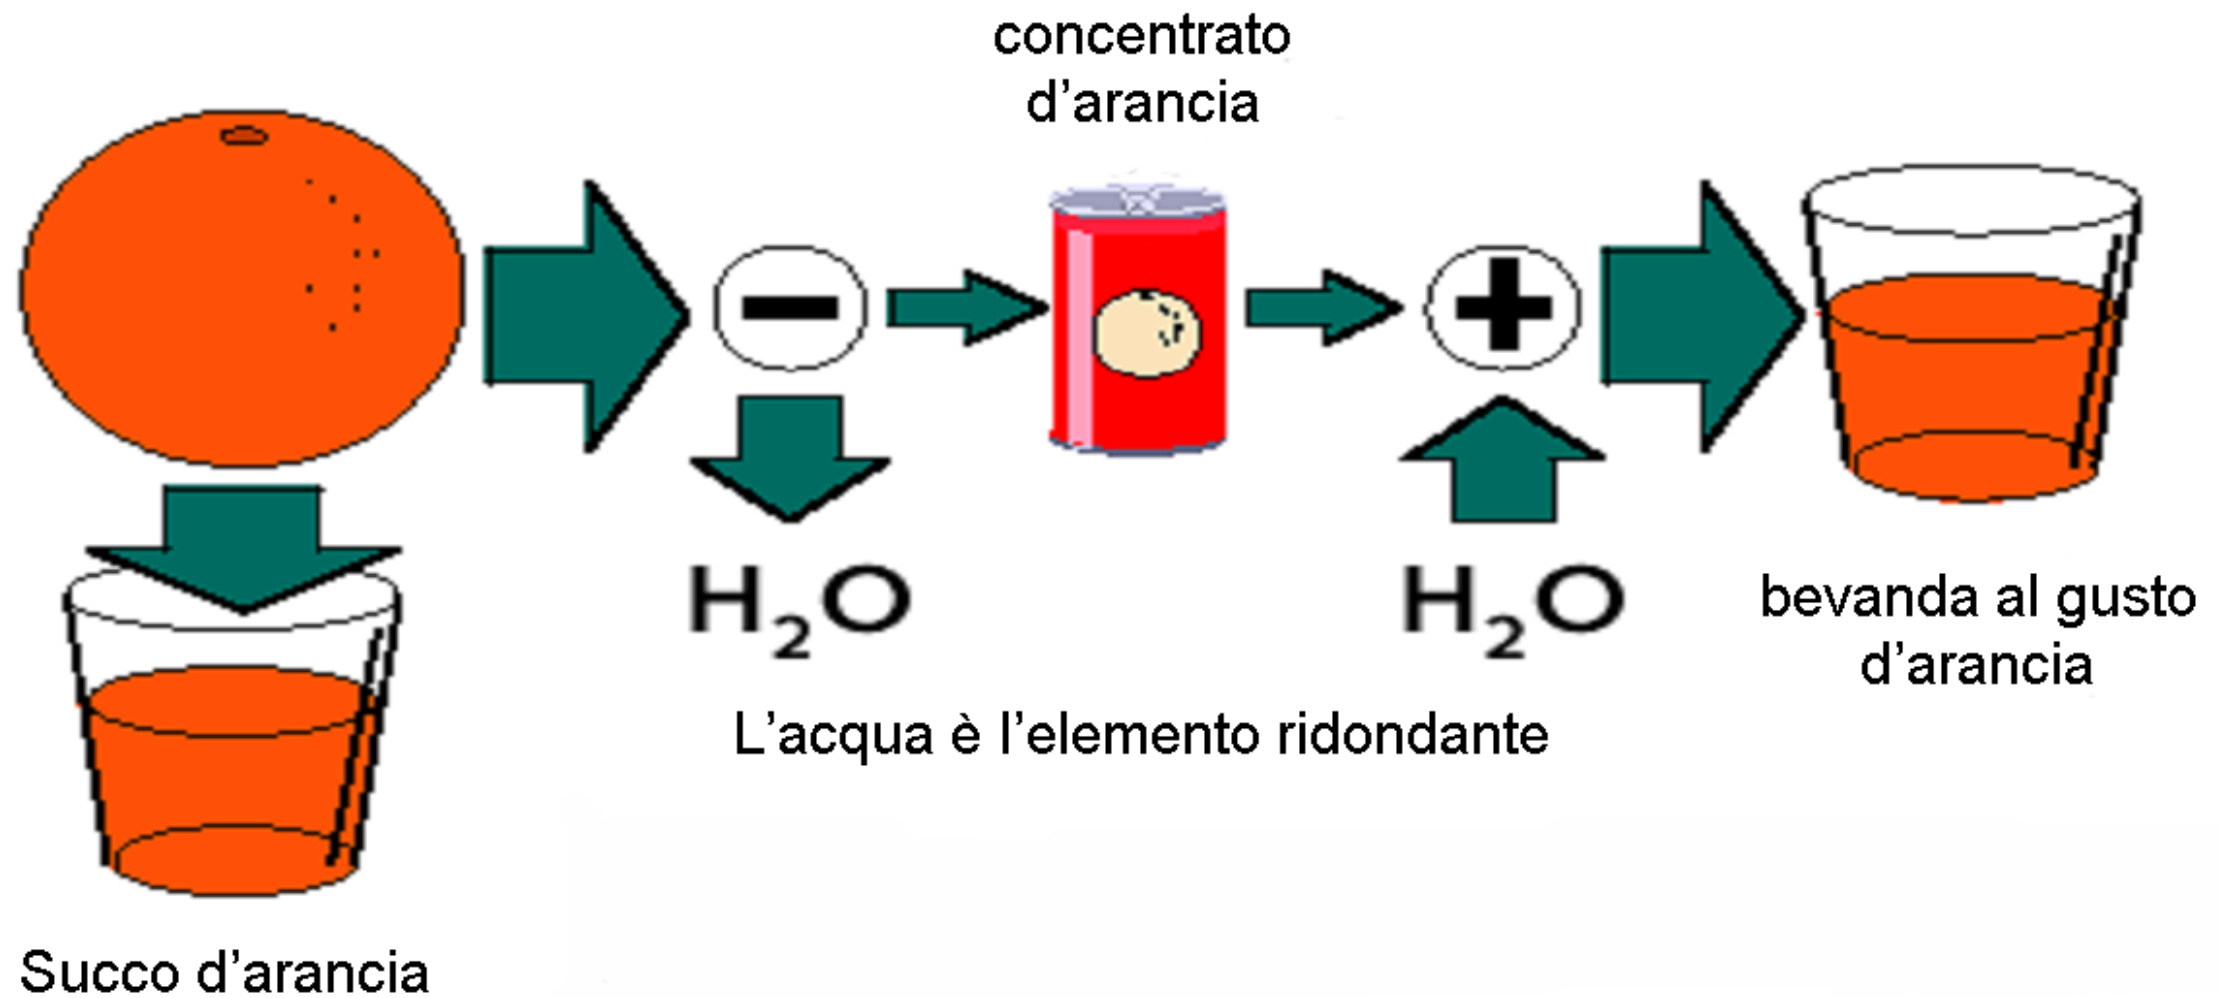 concentrato
d’arancia
H₂O
H₂O
bevanda al gusto
d’arancia
L’acqua è l’elemento ridondante
Succo d’arancia